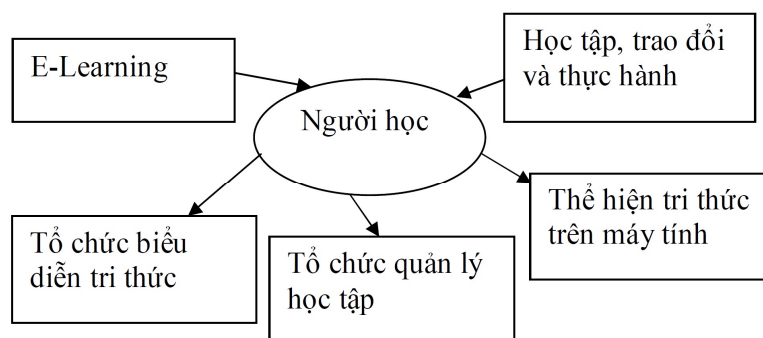 E-Learning
Học tập, trao đổi
và thực hành
Người học
Tổ chức biểu
diễn tri thức
Tổ chức quản lý
học tập
Thể hiện tri thức
trên máy tính